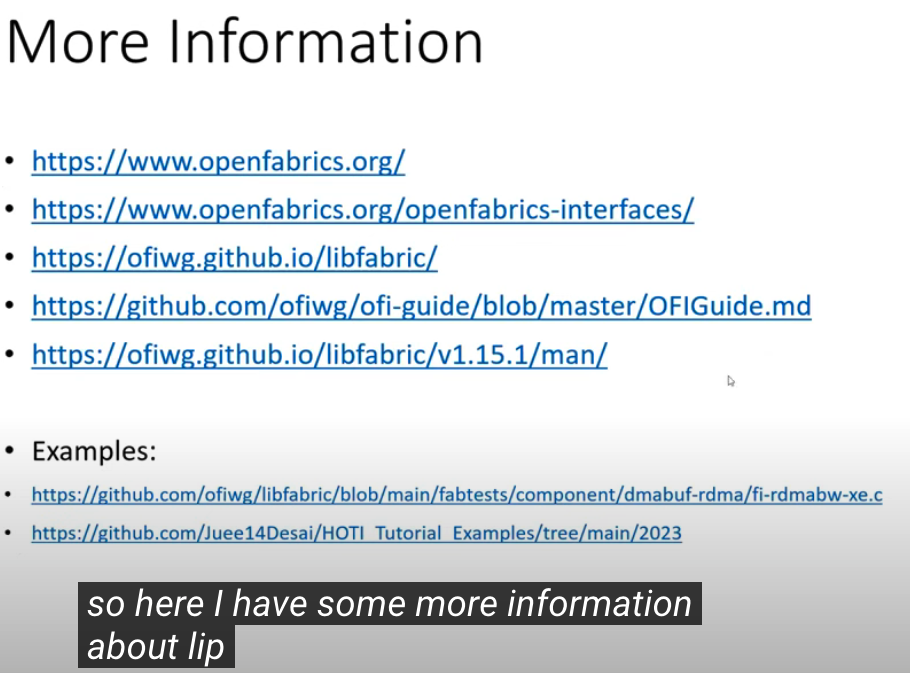 More Information
• https://www.openfabrics.org/
• https://www.openfabrics.org/openfabrics-interfaces/
• https://ofiwg.github.io/libfabric/
• https://github.com/ofiwg/ofi-guide/blob/master/OFIGuide.md
• https://ofiwg.github.io/libfabric/v1.15.1/man/
• Examples:
• https://github.com/ofiwg/libfabric/blob/main/fabtests/component/dmabuf-rdma/fi-rdmabw-xe.c
• https://github.com/Juee14Desai/HOTI_Tutorial_Examples/tree/main/2023
so here I have some more information
about lip